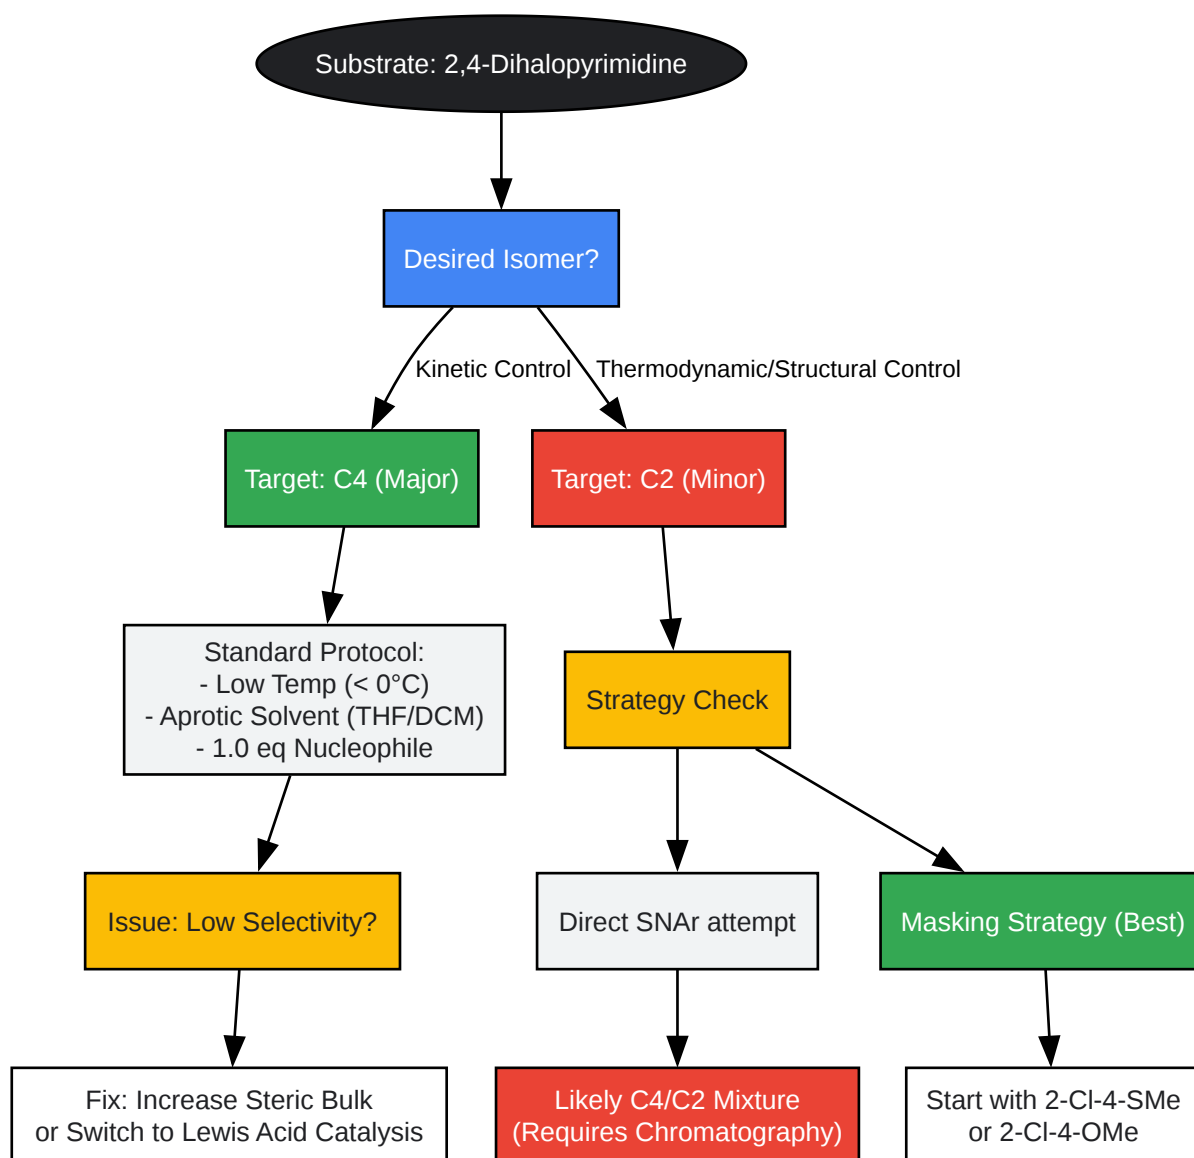 Substrate: 2,4-Dihalopyrimidine
Desired Isomer?
Kinetic Control
Thermodynamic/Structural Control
Target: C4 (Major)
Target: C2 (Minor)
Standard Protocol:
- Low Temp (< 0°C)
- Aprotic Solvent (THF/DCM)
- 1.0 eq Nucleophile
Strategy Check
Issue: Low Selectivity?
Direct SNAr attempt
Masking Strategy (Best)
Fix: Increase Steric Bulk
or Switch to Lewis Acid Catalysis
Likely C4/C2 Mixture
(Requires Chromatography)
Start with 2-Cl-4-SMe
or 2-Cl-4-OMe